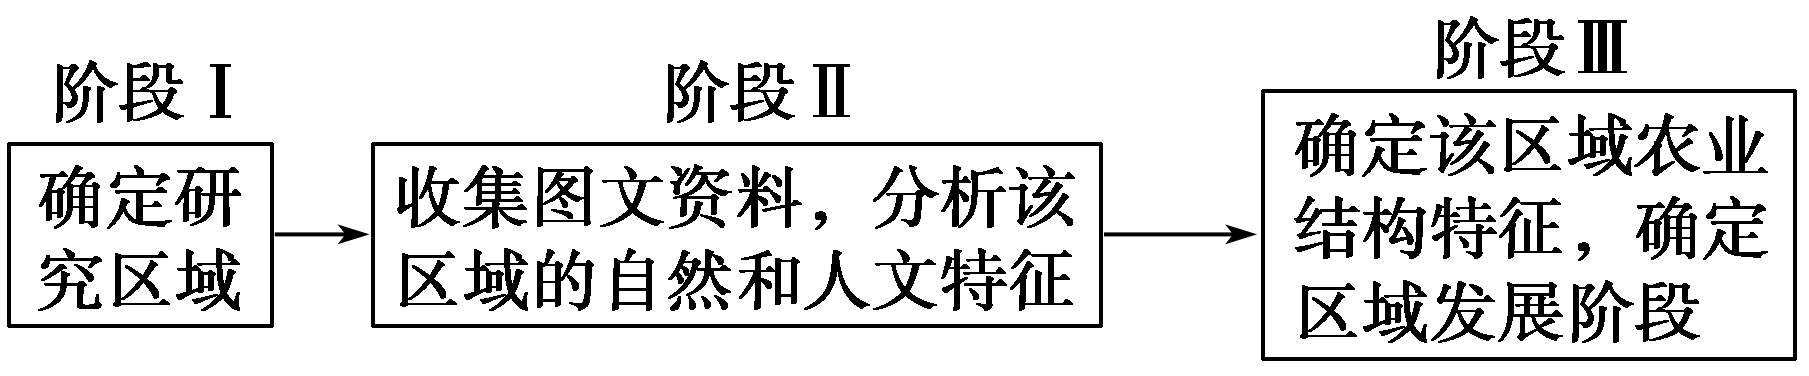 阶段Ⅰ
确定研
究区域
阶段Ⅱ
收集图文资料，分析该
区域的自然和人文特征
阶段Ⅲ
确定该区域农业
结构特征，确定
区域发展阶段